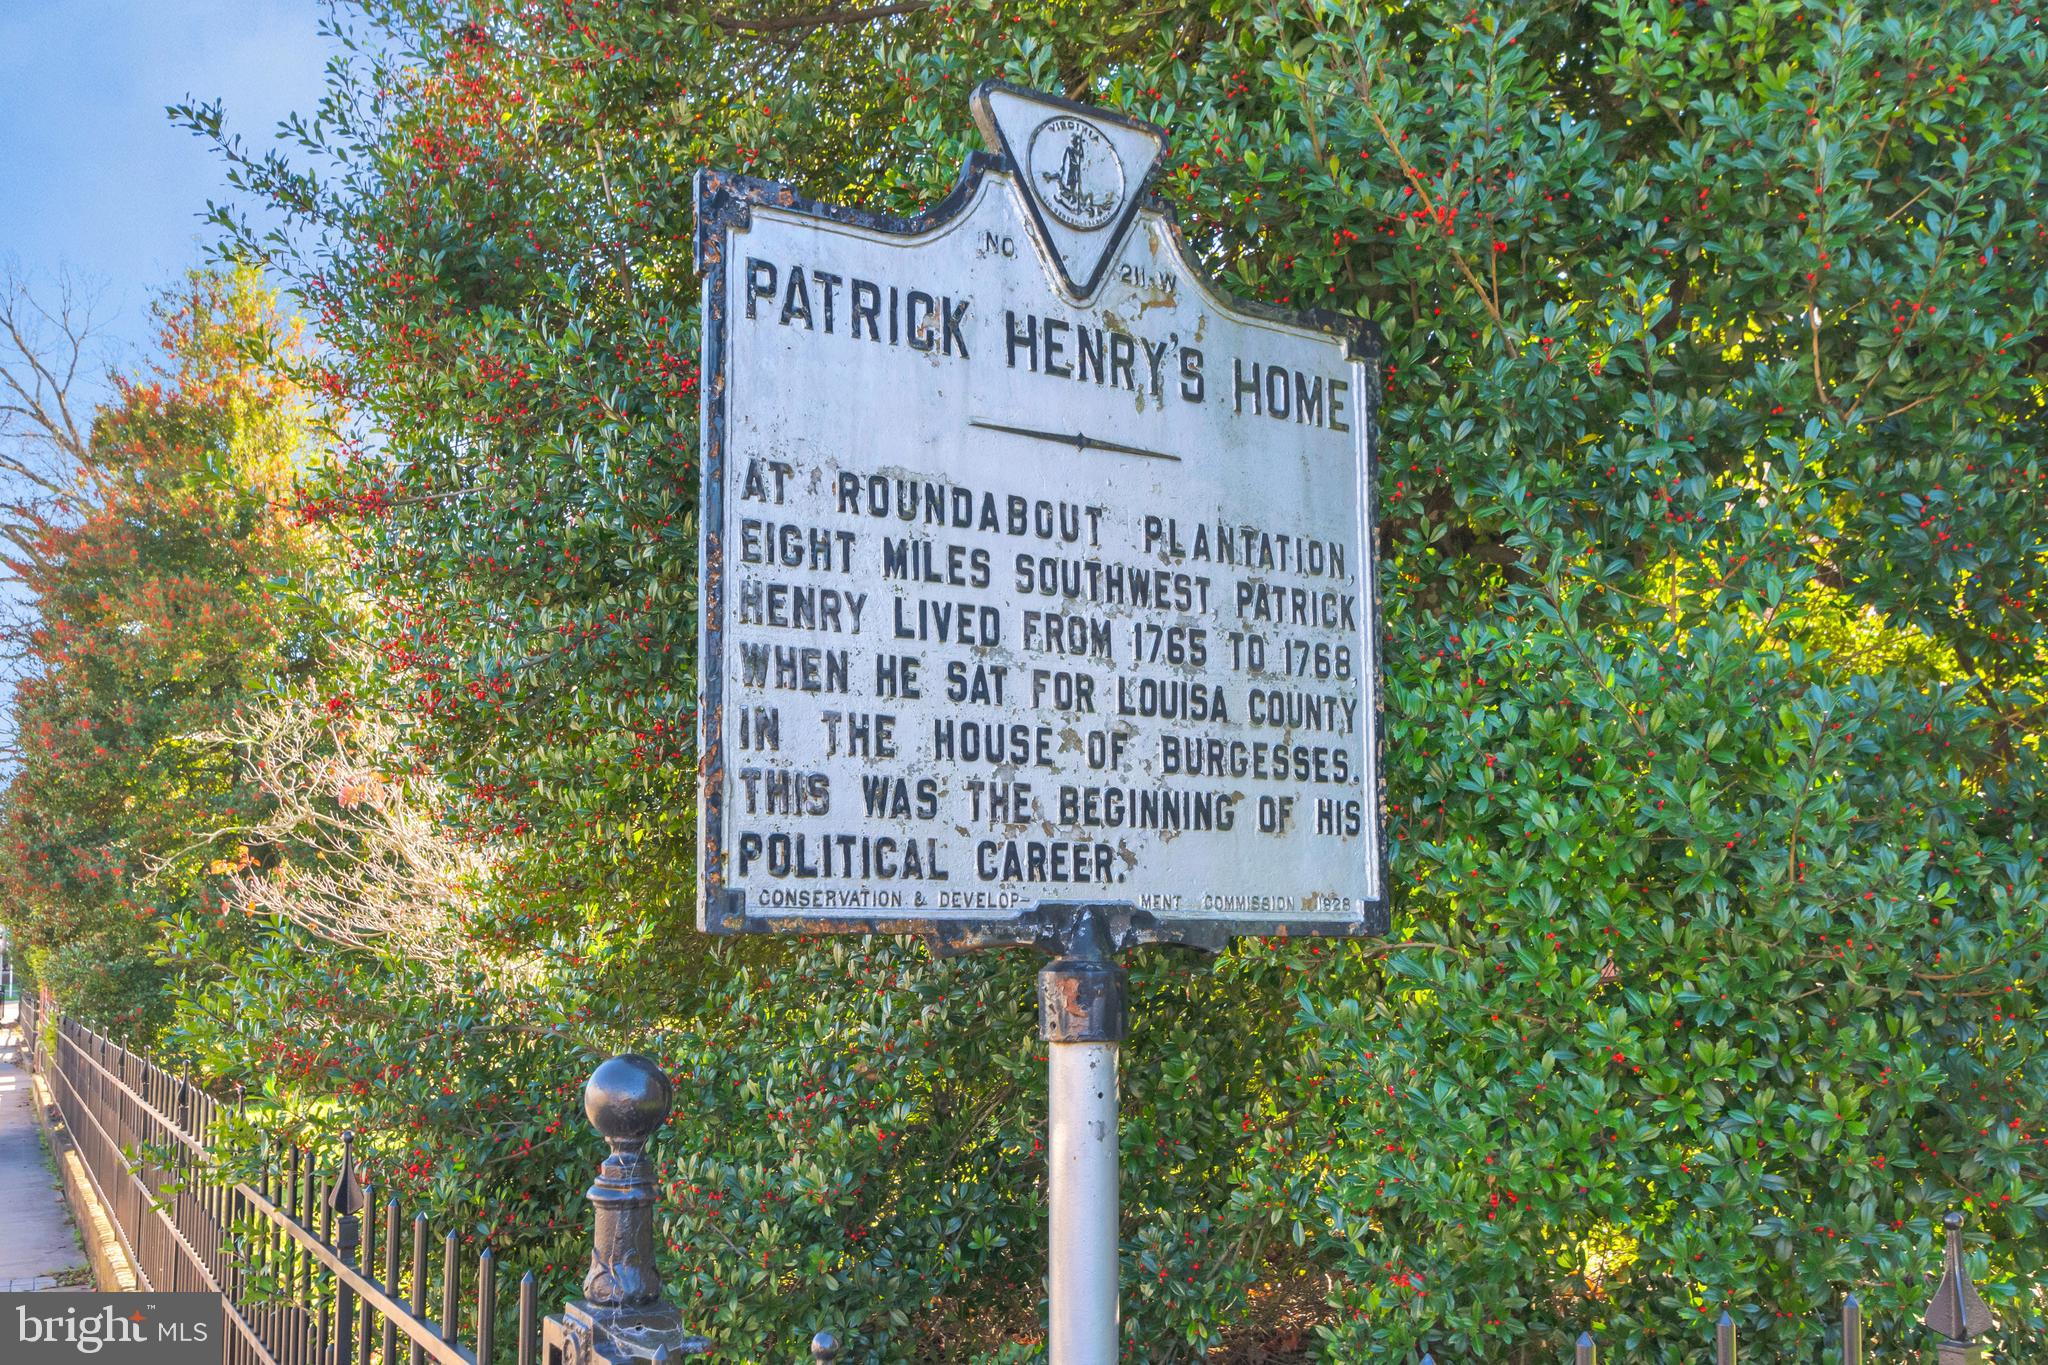 VIRGINIA
NO. 211-W
PATRICK HENRY'S HOME
AT ROUNDABOUT PLANTATION,
EIGHT MILES SOUTHWEST, PATRICK
HENRY LIVED FROM 1765 TO 1768,
WHEN HE SAT FOR LOUISA COUNTY
IN THE HOUSE OF BURGESSES.
THIS WAS THE BEGINNING OF HIS
POLITICAL CAREER.
CONSERVATION & DEVELOP- MENT COMMISSION 1928
bright™ MLS